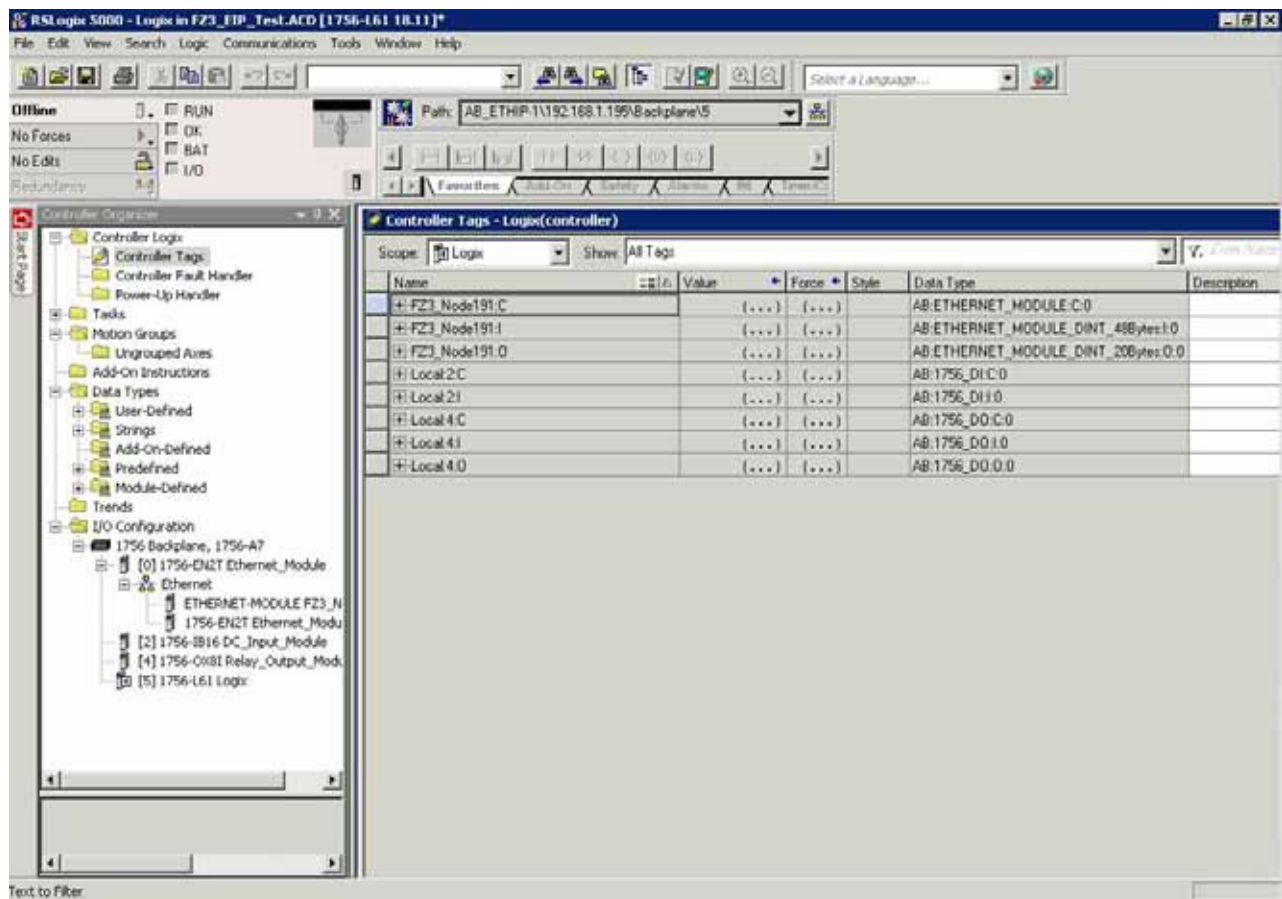 RSLogix 5000 - Logix in FZ3_EIP_Test.ACD [1756-L61 18.11]*
File Edit View Search Logic Communications Tools Window Help
Select a Language...
Offline
RUN
No Forces
OK
No Edits
BAT
Redundancy
I/O
Path: AB_ETHIP-1\192.168.1.195\Backplane\5
Favorites Add-On Safety Alarms Bit
Start Page
Controller Organizer
Controller Logix
Controller Tags
Controller Fault Handler
Power-Up Handler
Tasks
Motion Groups
Ungrouped Axes
Add-On Instructions
Data Types
User-Defined
Strings
Add-On-Defined
Predefined
Module-Defined
Trends
I/O Configuration
1756 Backplane, 1756-A7
[0] 1756-EN2T Ethernet_Module
Ethernet
ETHERNET-MODULE FZ3_N
1756-EN2T Ethernet_Modu
[2] 1756-IB16 DC_Input_Module
[4] 1756-OX8I Relay_Output_Modu
[5] 1756-L61 Logix
Controller Tags - Logix(controller)
Scope: Logix Show: All Tags
Name Value Force Style Data Type Description
FZ3_Node191:C {...} {...} AB:ETHERNET_MODULE:C:0
FZ3_Node191:I {...} {...} AB:ETHERNET_MODULE_DINT_48Bytes:I:0
FZ3_Node191:O {...} {...} AB:ETHERNET_MODULE_DINT_20Bytes:O:0
Local:2:C {...} {...} AB:1756_DI:C:0
Local:2:I {...} {...} AB:1756_DI:I:0
Local:4:C {...} {...} AB:1756_DO:C:0
Local:4:I {...} {...} AB:1756_DO:I:0
Local:4:O {...} {...} AB:1756_DO:O:0
Text to Filter